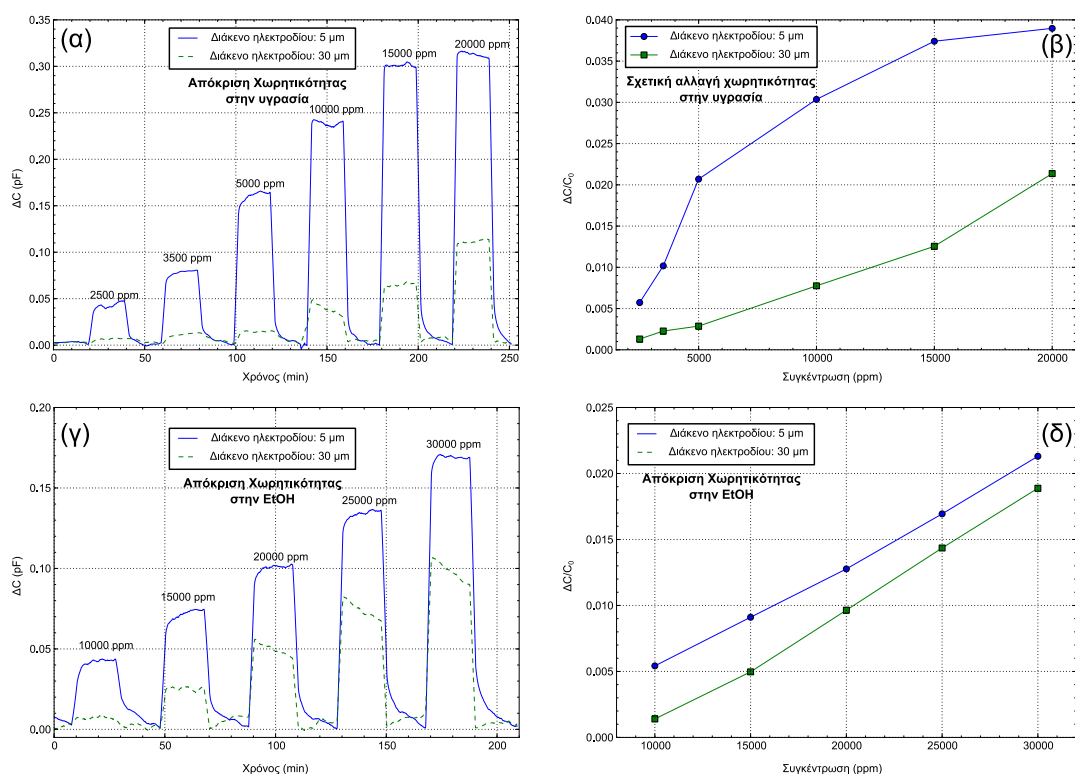 (α)
Διάκενο ηλεκτροδίου: 5 μm
Διάκενο ηλεκτροδίου: 30 μm
Απόκριση Χωρητικότητας
στην υγρασία
2500 ppm
3500 ppm
5000 ppm
10000 ppm
15000 ppm
20000 ppm
0.35
0.30
0.25
0.20
0.15
0.10
0.05
0.00
ΔC (pF)
0
50
100
150
200
250
Χρόνος (min)
(β)
Διάκενο ηλεκτροδίου: 5 μm
Διάκενο ηλεκτροδίου: 30 μm
Σχετική αλλαγή χωρητικότητας
στην υγρασία
0.040
0.035
0.030
0.025
0.020
0.015
0.010
0.005
0.000
ΔC/C₀
5000
10000
15000
20000
Συγκέντρωση (ppm)
(γ)
Διάκενο ηλεκτροδίου: 5 μm
Διάκενο ηλεκτροδίου: 30 μm
Απόκριση Χωρητικότητας
στην EtOH
10000 ppm
15000 ppm
20000 ppm
25000 ppm
30000 ppm
0.20
0.15
0.10
0.05
0.00
ΔC (pF)
0
50
100
150
200
Χρόνος (min)
(δ)
Διάκενο ηλεκτροδίου: 5 μm
Διάκενο ηλεκτροδίου: 30 μm
Απόκριση Χωρητικότητας
στην EtOH
0.025
0.020
0.015
0.010
0.005
0.000
ΔC/C₀
10000
15000
20000
25000
30000
Συγκέντρωση (ppm)